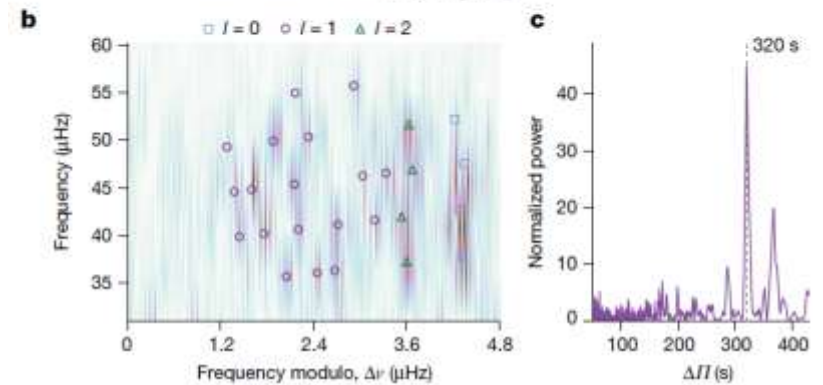 b
l = 0 l = 1 l = 2
60
55
50
45
40
35
Frequency (μHz)
0 1.2 2.4 3.6 4.8
Frequency modulo, Δν (μHz)
c
320 s
40
30
20
10
0
Normalized power
100 200 300 400
ΔΠ (s)